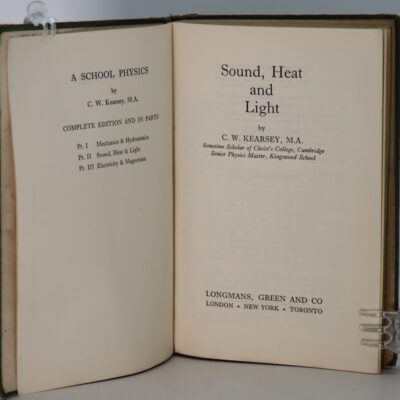 A SCHOOL PHYSICS
by
C. W. KEARSEY, M.A.
COMPLETE EDITION AND IN PARTS
Pt. I Mechanics & Hydrostatics
Pt. II Sound, Heat & Light
Pt. III Electricity & Magnetism
Sound, Heat
and
Light
by
C. W. KEARSEY, M.A.
Sometime Scholar of Christ's College, Cambridge
Senior Physics Master, Kingswood School
LONGMANS, GREEN AND CO
LONDON • NEW YORK • TORONTO